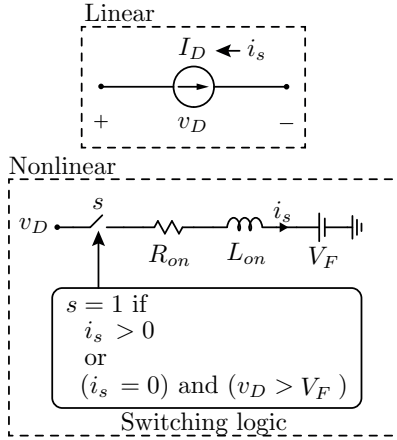 Linear
I_D ← i_s
+ v_D −
Nonlinear
s
v_D i_s
R_on L_on V_F
s = 1 if
i_s > 0
or
(i_s = 0) and (v_D > V_F )
Switching logic